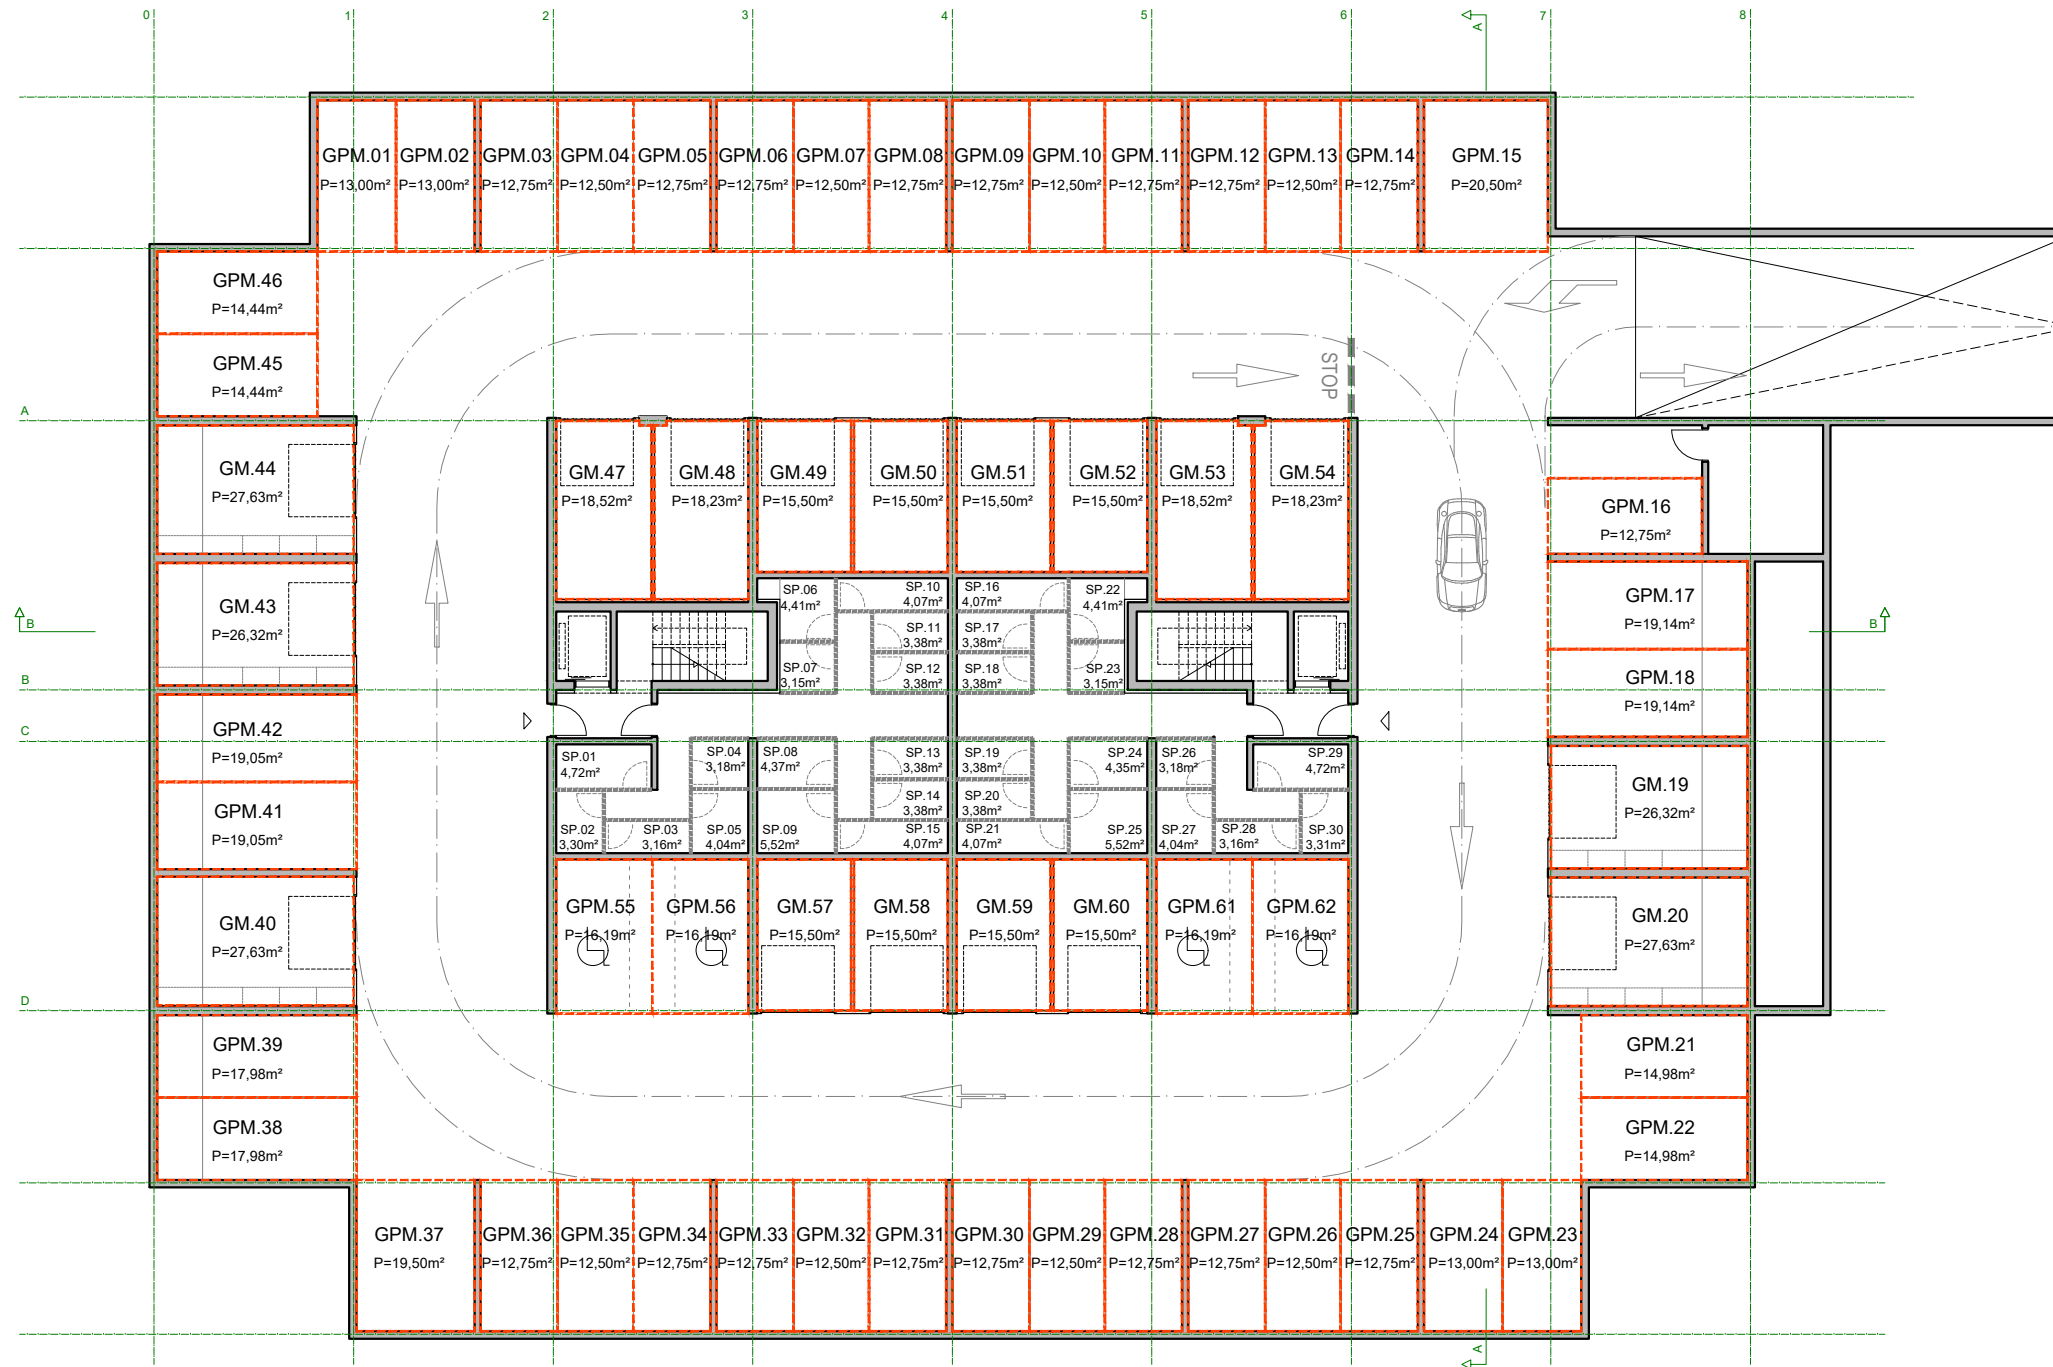 0 1 2 3 4 5 6 A 7 8
GPM.01 GPM.02 GPM.03 GPM.04 GPM.05 GPM.06 GPM.07 GPM.08 GPM.09 GPM.10 GPM.11 GPM.12 GPM.13 GPM.14 GPM.15
P=13,00m² P=13,00m² P=12,75m² P=12,50m² P=12,75m² P=12,75m² P=12,50m² P=12,75m² P=12,75m² P=12,50m² P=12,75m² P=12,75m² P=12,50m² P=12,75m² P=20,50m²
GPM.46
P=14,44m²
GPM.45
P=14,44m²
STOP
A
GM.44
P=27,63m²
GM.47 GM.48 GM.49 GM.50 GM.51 GM.52 GM.53 GM.54
P=18,52m² P=18,23m² P=15,50m² P=15,50m² P=15,50m² P=15,50m² P=18,52m² P=18,23m²
GPM.16
P=12,75m²
GM.43
P=26,32m²
SP.06 SP.10 SP.16 SP.22
4,41m² 4,07m² 4,07m² 4,41m²
SP.11 SP.17
3,38m² 3,38m²
SP.07 SP.12 SP.18 SP.23
3,15m² 3,38m² 3,38m² 3,15m²
GPM.17
P=19,14m²
B B
GPM.18
P=19,14m²
B
C
GPM.42
P=19,05m²
GPM.41
P=19,05m²
SP.01 SP.04 SP.08 SP.13 SP.19 SP.24 SP.26 SP.29
4,72m² 3,18m² 4,37m² 3,38m² 3,38m² 4,35m² 3,18m² 4,72m²
SP.14 SP.20
3,38m² 3,38m²
SP.02 SP.03 SP.05 SP.09 SP.15 SP.21 SP.25 SP.27 SP.28 SP.30
3,30m² 3,16m² 4,04m² 5,52m² 4,07m² 4,07m² 5,52m² 4,04m² 3,16m² 3,31m²
GM.19
P=26,32m²
GM.40
P=27,63m²
GPM.55 GPM.56 GM.57 GM.58 GM.59 GM.60 GPM.61 GPM.62
P=16,19m² P=16,19m² P=15,50m² P=15,50m² P=15,50m² P=15,50m² P=16,19m² P=16,19m²
GM.20
P=27,63m²
D
GPM.39
P=17,98m²
GPM.38
P=17,98m²
GPM.21
P=14,98m²
GPM.22
P=14,98m²
GPM.37 GPM.36 GPM.35 GPM.34 GPM.33 GPM.32 GPM.31 GPM.30 GPM.29 GPM.28 GPM.27 GPM.26 GPM.25 GPM.24 GPM.23
P=19,50m² P=12,75m² P=12,50m² P=12,75m² P=12,75m² P=12,50m² P=12,75m² P=12,75m² P=12,50m² P=12,75m² P=12,75m² P=12,50m² P=12,75m² P=13,00m² P=13,00m²
A